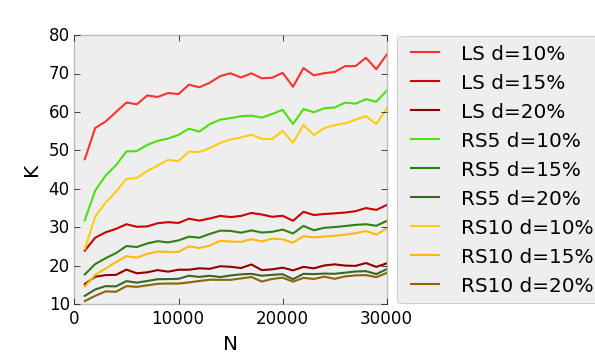 80
70
60
50
40
30
20
10
K
0
10000
20000
30000
N
LS d=10%
LS d=15%
LS d=20%
RS5 d=10%
RS5 d=15%
RS5 d=20%
RS10 d=10%
RS10 d=15%
RS10 d=20%